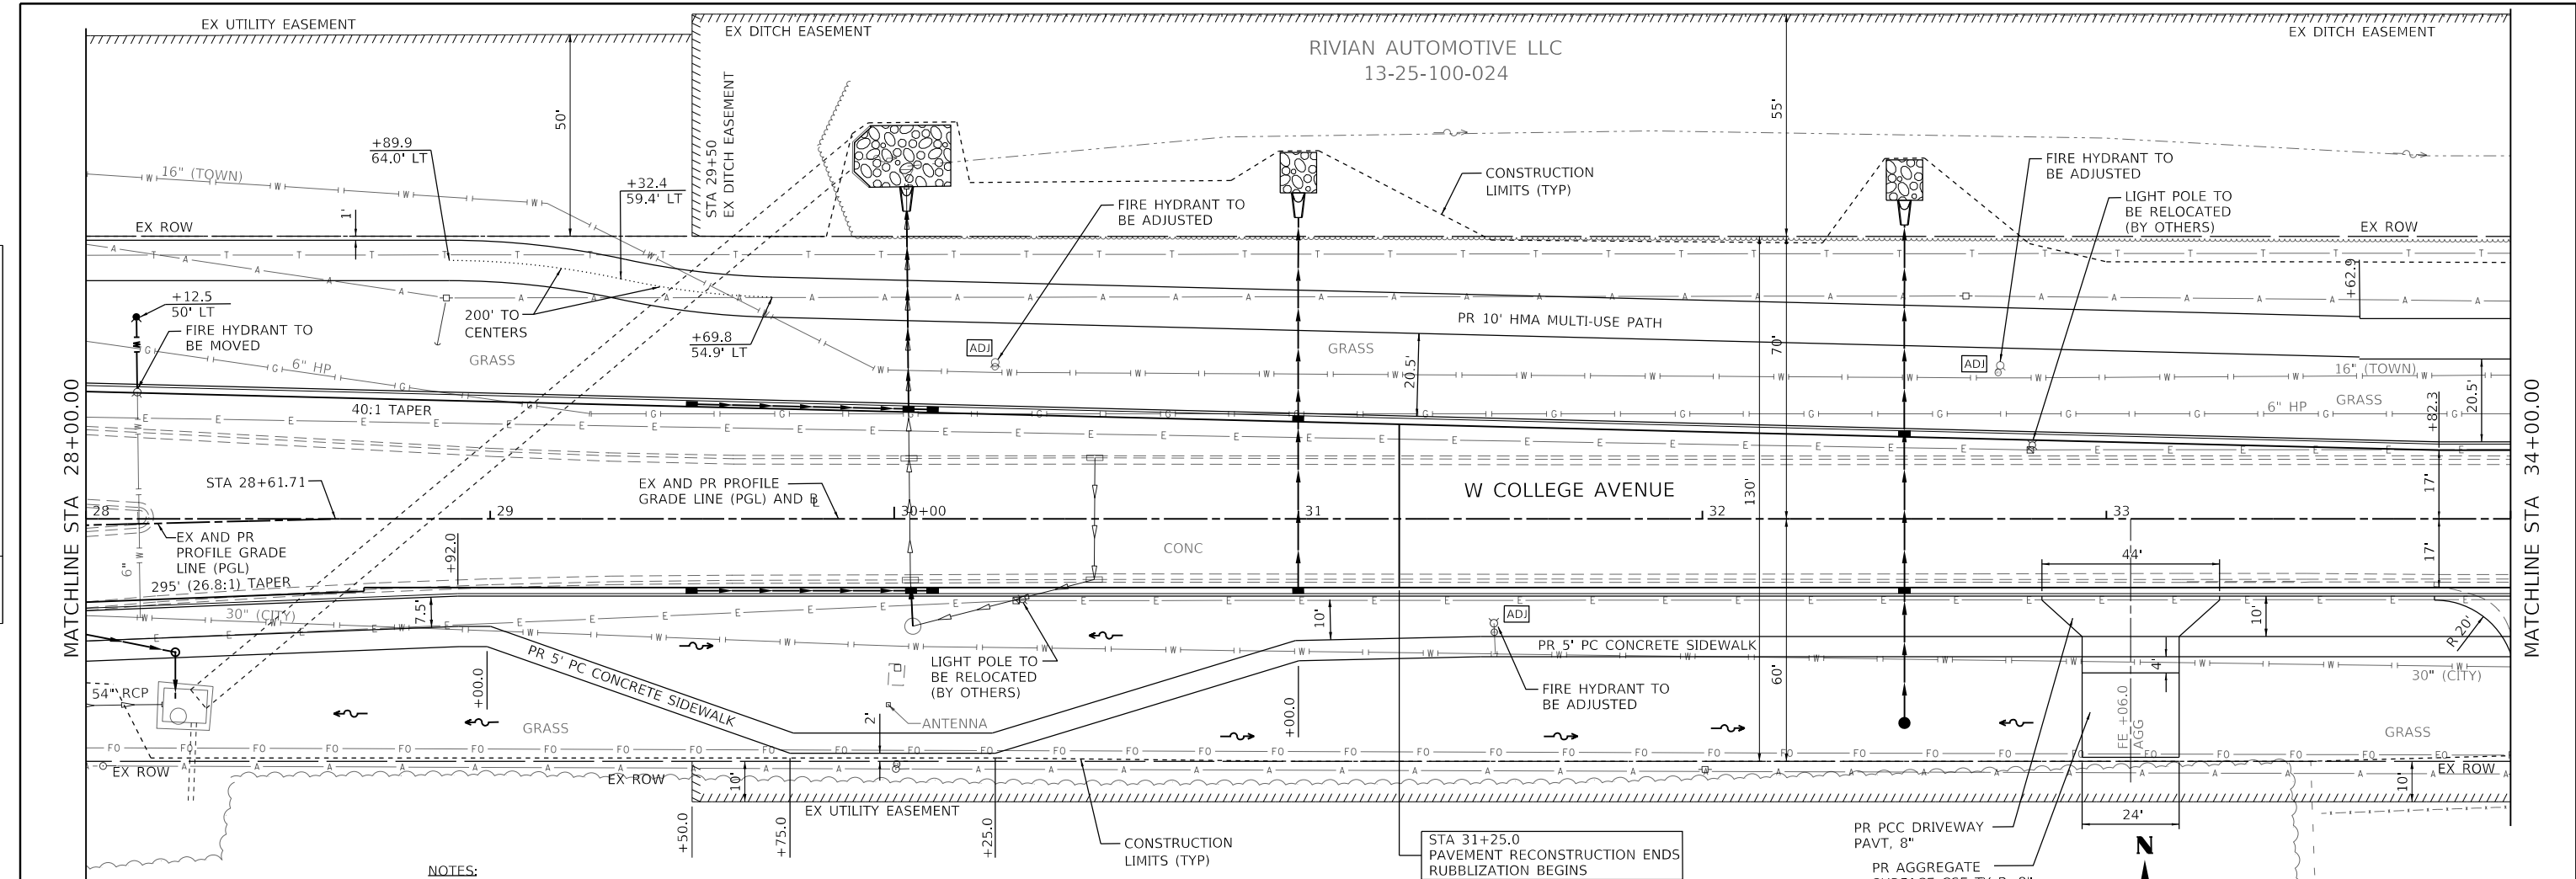 EX UTILITY EASEMENT
EX DITCH EASEMENT
RIVIAN AUTOMOTIVE LLC
13-25-100-024
EX DITCH EASEMENT
50'
STA 29+50
EX DITCH EASEMENT
55'
+89.9
64.0' LT
16" (TOWN)
+32.4
59.4' LT
CONSTRUCTION
LIMITS (TYP)
FIRE HYDRANT TO
BE ADJUSTED
FIRE HYDRANT TO
BE ADJUSTED
LIGHT POLE TO
BE RELOCATED
(BY OTHERS)
1'
EX ROW
EX ROW
+62.9
+12.5
50' LT
FIRE HYDRANT TO
BE MOVED
200' TO
CENTERS
+69.8
54.9' LT
PR 10' HMA MULTI-USE PATH
70'
GRASS
ADJ
GRASS
ADJ
6" HP
20.5'
16" (TOWN)
20.5'
40:1 TAPER
6" HP
GRASS
+82.3
MATCHLINE STA 28+00.00
MATCHLINE STA 34+00.00
STA 28+61.71
EX AND PR PROFILE
GRADE LINE (PGL) AND B
W COLLEGE AVENUE
130'
17'
28
29
30+00
31
32
33
EX AND PR
PROFILE GRADE
LINE (PGL)
6"
+92.0
CONC
44'
17'
295' (26.8:1) TAPER
30" (CITY)
7.5'
10'
ADJ
10'
R 20'
PR 5' PC CONCRETE SIDEWALK
PR 5' PC CONCRETE SIDEWALK
LIGHT POLE TO
BE RELOCATED
(BY OTHERS)
60'
4'
30" (CITY)
54" RCP
+00.0
+00.0
FIRE HYDRANT TO
BE ADJUSTED
FE +06.0
AGG
2'
ANTENNA
GRASS
GRASS
EX ROW
EX ROW
EX ROW
10'
10'
EX UTILITY EASEMENT
24'
+50.0
+75.0
+25.0
CONSTRUCTION
LIMITS (TYP)
STA 31+25.0
PAVEMENT RECONSTRUCTION ENDS
RUBBLIZATION BEGINS
PR PCC DRIVEWAY
PAVT, 8"
PR AGGREGATE
N
NOTES: